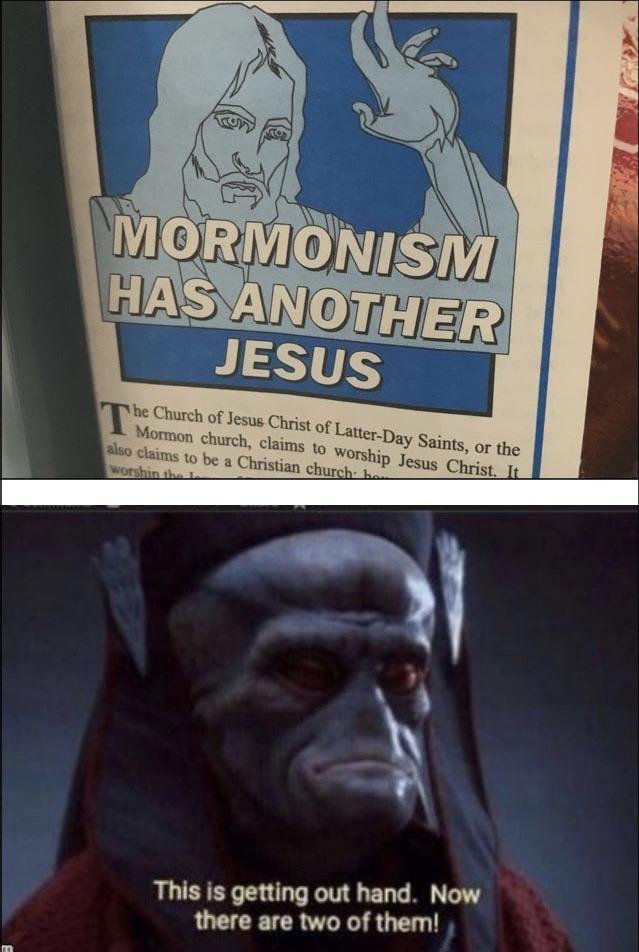 MORMONISM
HAS ANOTHER
JESUS
The Church of Jesus Christ of Latter-Day Saints, or the
Mormon church, claims to worship Jesus Christ. It
also claims to be a Christian church;
worship the
This is getting out hand. Now
there are two of them!